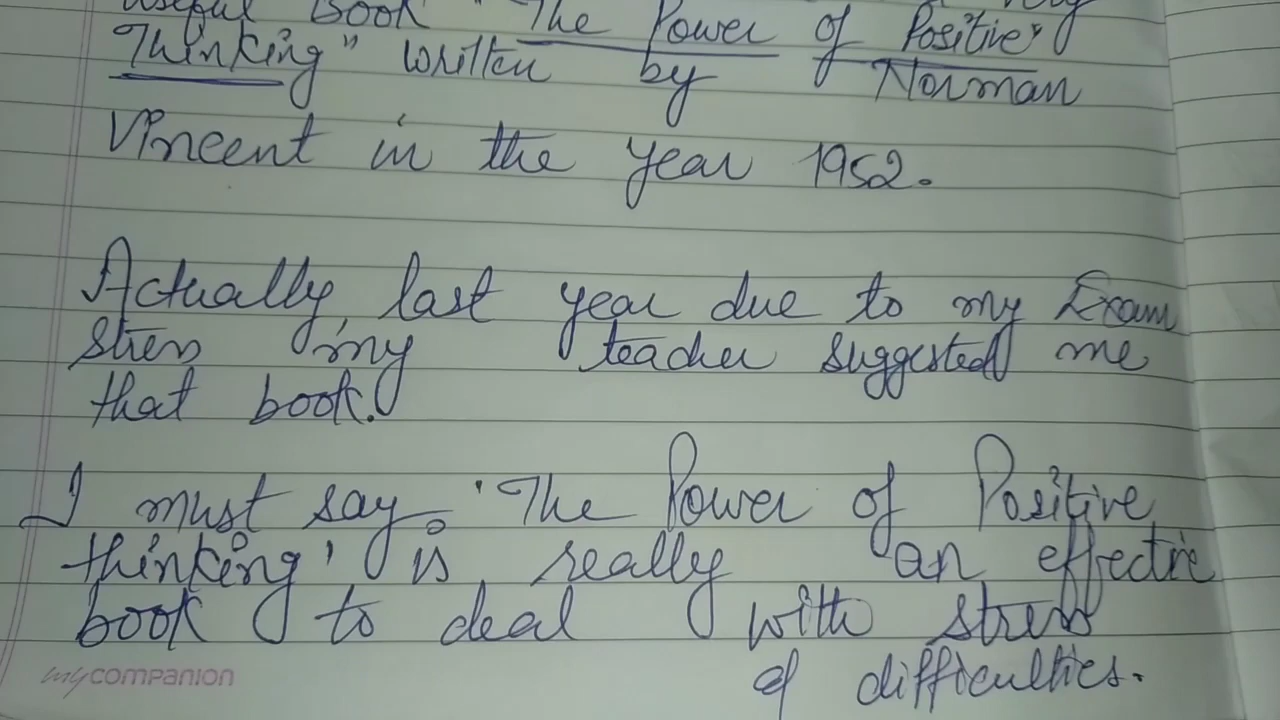 useful Book "The Power of Positive
Thinking" written by Norman
Vincent in the year 1952.
Actually, last year due to my Exam
stress my teacher suggested me
that book.
I must say, 'The Power of Positive
thinking' is really an effective
book to deal with stress
of difficulties.
mycompanion